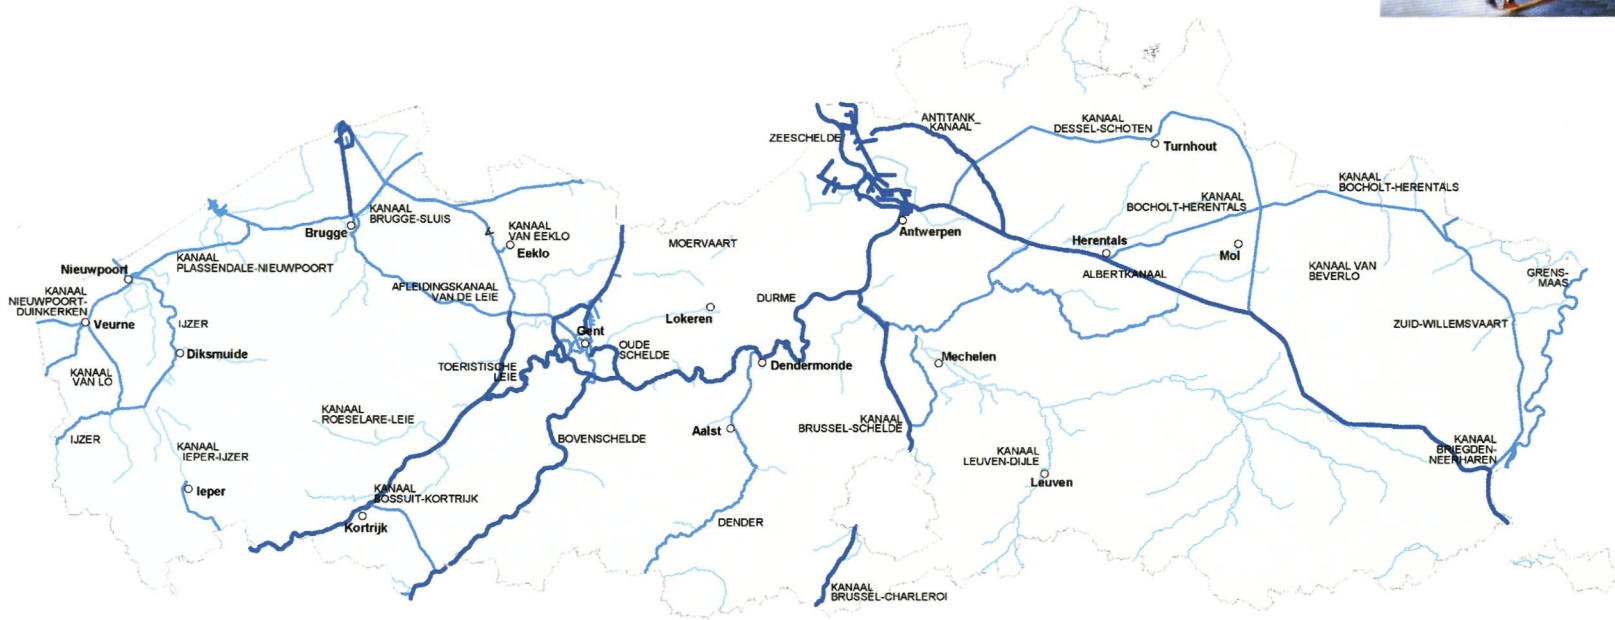 ANTITANK_
KANAAL
KANAAL
DESSEL-SCHOTEN
ZEESCHELDE
Turnhout
KANAAL
BOCHOLT-HERENTALS
KANAAL
BOCHOLT-HERENTALS
KANAAL
BRUGGE-SLUIS
Brugge
KANAAL
VAN EEKLO
Eeklo
Antwerpen
MOERVAART
Herentals
Mol
KANAAL
PLASSENDALE-NIEUWPOORT
Nieuwpoort
ALBERTKANAAL
KANAAL VAN
BEVERLO
GRENS-
MAAS
AFLEIDINGSKANAAL
VAN DE LEIE
KANAAL
NIEUWPOORT-
DUINKERKEN
DURME
Veurne
IJZER
Lokeren
ZUID-WILLEMSVAART
Gent
OUDE
SCHELDE
Diksmuide
Mechelen
Dendermonde
TOERISTISCHE
LEIE
KANAAL
VAN LO
KANAAL
ROESELARE-LEIE
KANAAL
BRUSSEL-SCHELDE
Aalst
IJZER
KANAAL
IEPER-IJZER
BOVENSCHELDE
KANAAL
LEUVEN-DIJLE
KANAAL
BRIEGDEN-
NEERHAREN
Leuven
Ieper
KANAAL
BOSSUIT-KORTRIJK
Kortrijk
DENDER
KANAAL
BRUSSEL-CHARLEROI